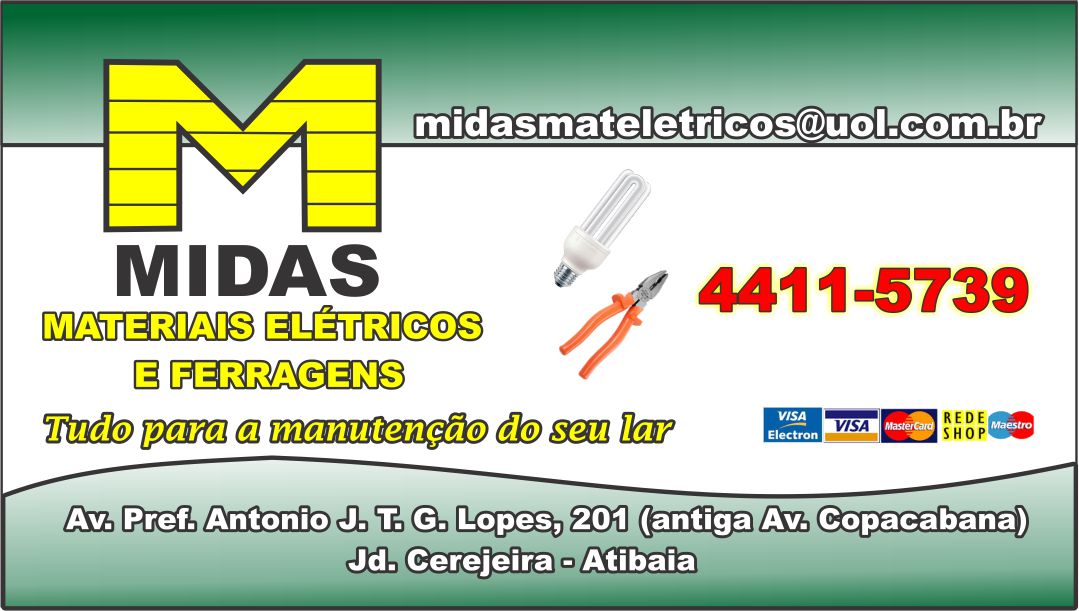 midasmateletricos@uol.com.br
M
MIDAS
MATERIAIS ELÉTRICOS
E FERRAGENS
4411-5739
Tudo para a manutenção do seu lar
VISA Electron
VISA
MasterCard
REDE SHOP
Maestro
Av. Pref. Antonio J. T. G. Lopes, 201 (antiga Av. Copacabana)
Jd. Cerejeira - Atibaia